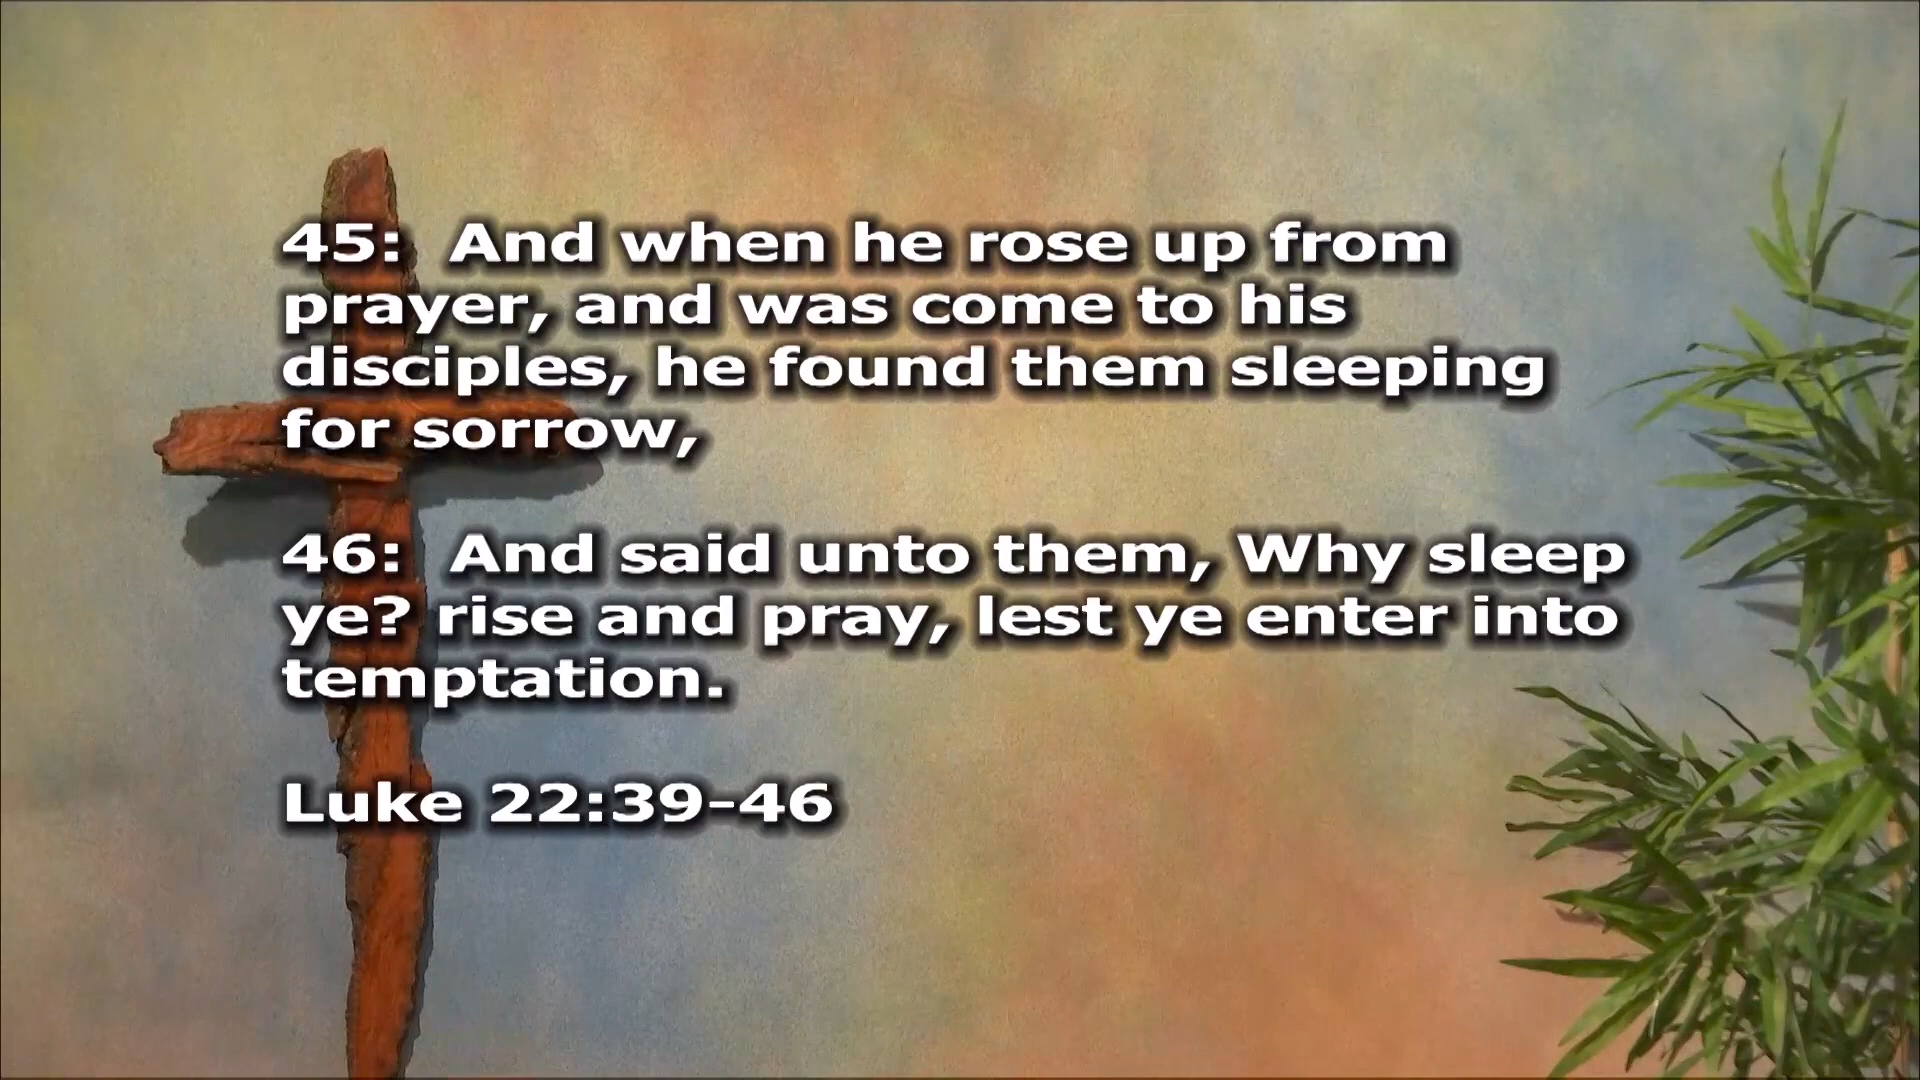 45:  And when he rose up from
prayer, and was come to his
disciples, he found them sleeping
for sorrow,
46:  And said unto them, Why sleep
ye? rise and pray, lest ye enter into
temptation.
Luke 22:39-46